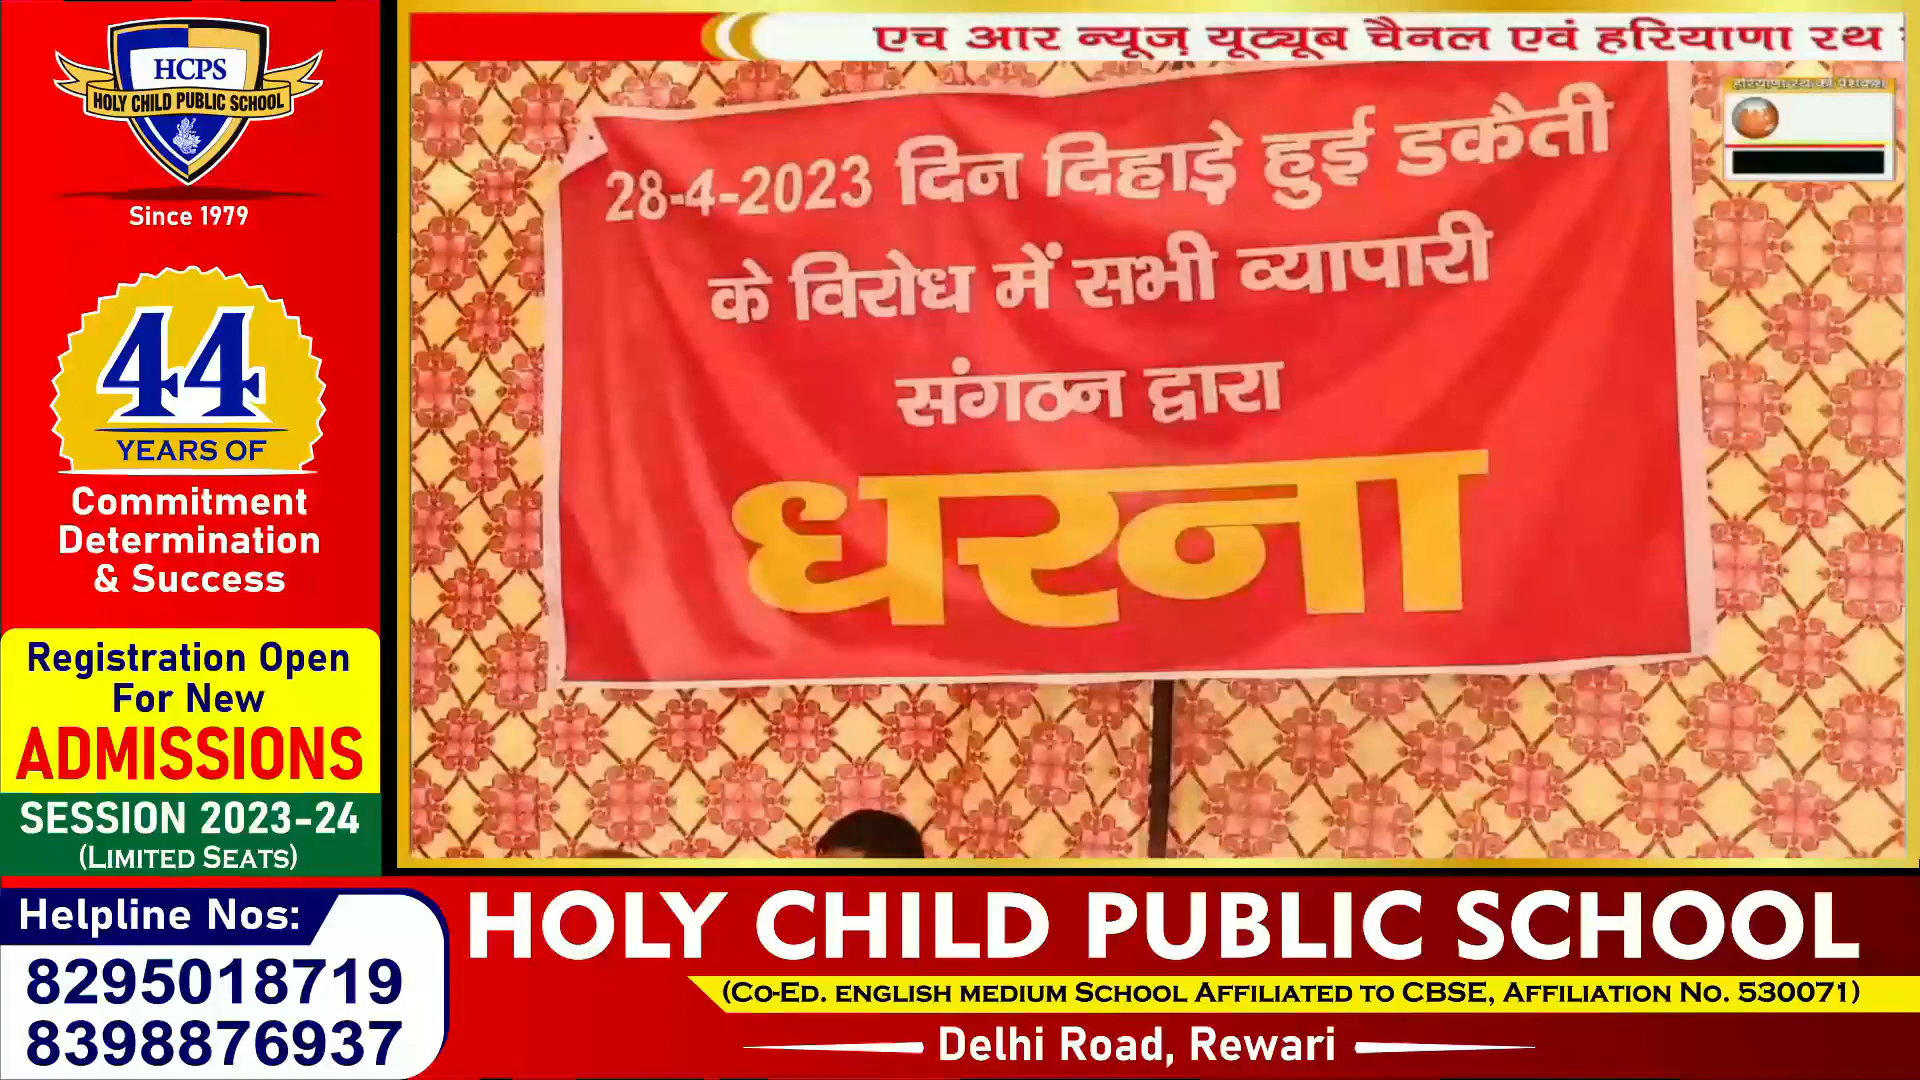 HCPS
HOLY CHILD PUBLIC SCHOOL
Since 1979
44
YEARS OF
Commitment
Determination
& Success
Registration Open
For New
ADMISSIONS
SESSION 2023-24
(LIMITED SEATS)
Helpline Nos:
8295018719
8398876937
एच आर न्यूज़ यूट्यूब चैनल एवं हरियाणा रथ
हरियाणा रथ की पेशकश
28-4-2023 दिन दिहाड़े हुई डकैती
के विरोध में सभी व्यापारी
संगठन द्वारा
धरना
HOLY CHILD PUBLIC SCHOOL
(CO-ED. ENGLISH MEDIUM SCHOOL AFFILIATED TO CBSE, AFFILIATION NO. 530071)
Delhi Road, Rewari